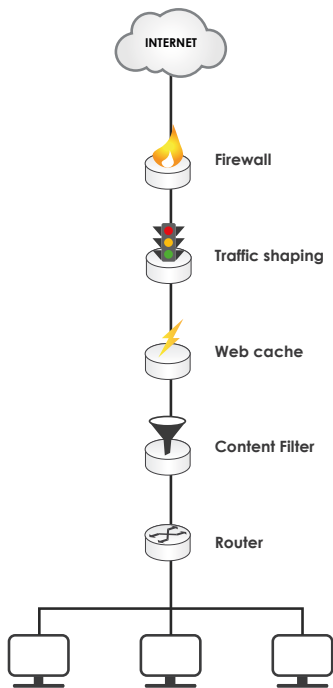 INTERNET
Firewall
Traffic shaping
Web cache
Content Filter
Router